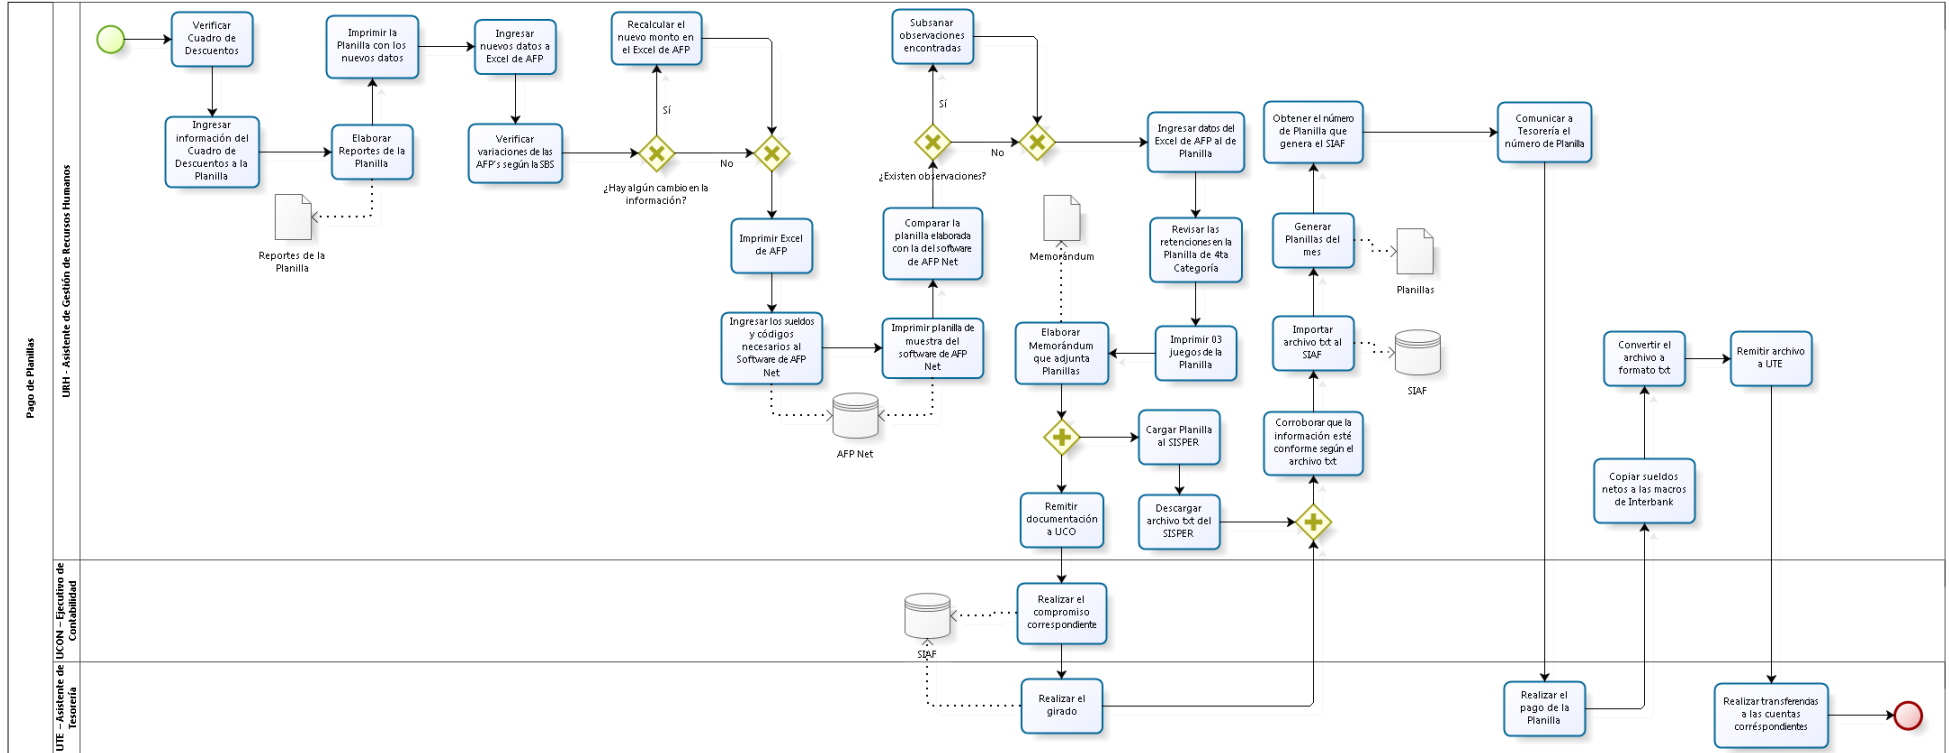 Pago de Planillas
URH - Asistente de Gestión de Recursos Humanos
UCON – Ejecutivo de
Contabilidad
UTE – Asistente de
Tesorería
Verificar
Cuadro de
Descuentos
Ingresar
información del
Cuadro de
Descuentos a la
Planilla
Elaborar
Reportes de la
Planilla
Reportes de la
Planilla
Imprimir la
Planilla con los
nuevos datos
Ingresar
nuevos datos a
Excel de AFP
Verificar
variaciones de las
AFP's según la SBS
¿Hay algún cambio en la
información?
Sí
No
Recalcular el
nuevo monto en
el Excel de AFP
Imprimir Excel
de AFP
Ingresar los sueldos
y códigos
necesarios al
Software de AFP
Net
Imprimir planilla de
muestra del
software de AFP
Net
AFP Net
Comparar la
planilla elaborada
con la del software
de AFP Net
¿Existen observaciones?
Sí
No
Subsanar
observaciones
encontradas
Ingresar datos del
Excel de AFP al de
Planilla
Revisar las
retenciones en la
Planilla de 4ta
Categoría
Imprimir 03
juegos de la
Planilla
Elaborar
Memorándum
que adjunta
Planillas
Memorándum
Cargar Planilla
al SISPER
Descargar
archivo txt del
SISPER
Remitir
documentación
a UCO
Realizar el
compromiso
correspondiente
SIAF
Realizar el
girado
Corroborar que la
información esté
conforme según el
archivo txt
Importar
archivo txt al
SIAF
SIAF
Generar
Planillas del
mes
Planillas
Obtener el número
de Planilla que
genera el SIAF
Comunicar a
Tesorería el
número de Planilla
Realizar el
pago de la
Planilla
Copiar sueldos
netos a las macros
de Interbank
Convertir el
archivo a
formato txt
Remitir archivo
a UTE
Realizar transferencias
a las cuentas
corréspondientes